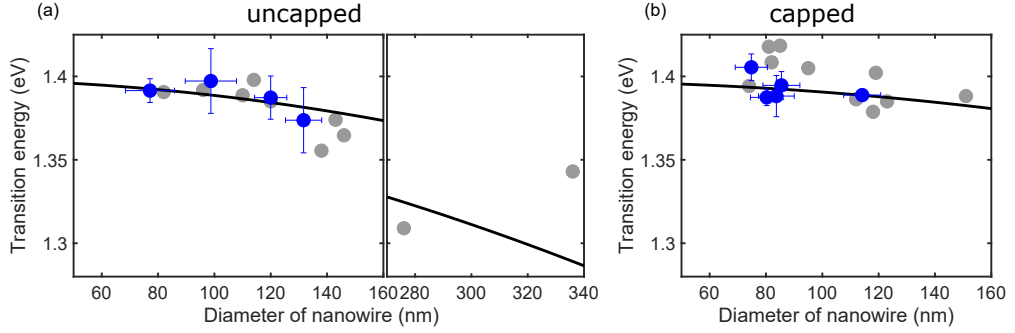 (a)
uncapped
(b)
capped
Transition energy (eV)
1.4
1.35
1.3
60
80
100
120
140
160
280
300
320
340
Diameter of nanowire (nm)
Transition energy (eV)
1.4
1.35
1.3
60
80
100
120
140
160
Diameter of nanowire (nm)